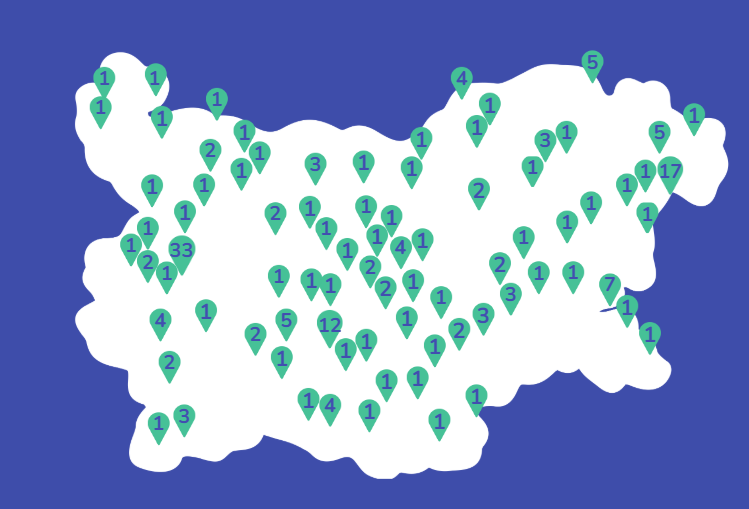 5
1 1 4
1 1 1
1 1
1 1 1 5
1 1 3
2 1
3 1
1 1 1 1 17
1 1 1 2
1
2 1 1 1 1
1 1 1
1 1 1
1 33 4 1
2 1 2 2
1 1 1
1 1 1 2 1 7
1 3
1 1
4 5 12 1 3
2 2 1
1 1 1
1 2
1 1
1 4 1
1 3 1 1